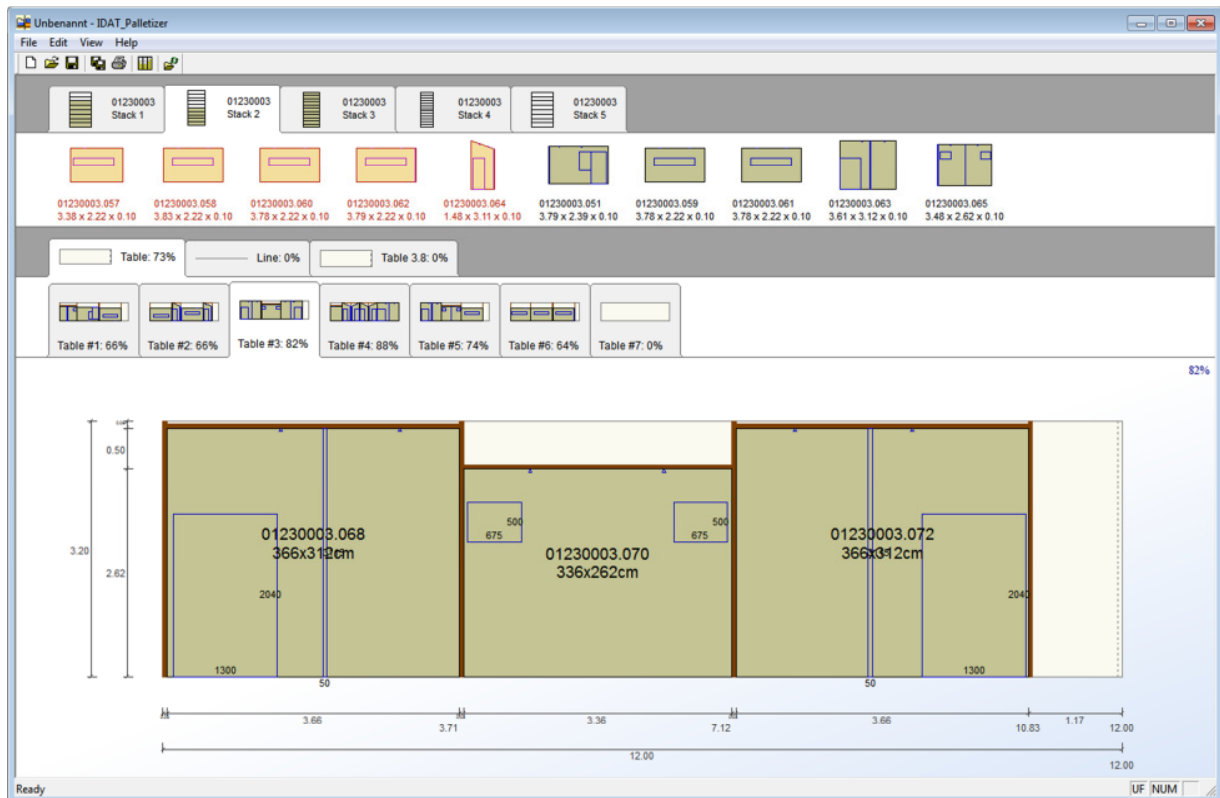 Unbenannt - IDAT_Palletizer
File Edit View Help
01230003 01230003 01230003 01230003 01230003
Stack 1 Stack 2 Stack 3 Stack 4 Stack 5
01230003.057 01230003.058 01230003.060 01230003.062 01230003.064 01230003.051 01230003.059 01230003.061 01230003.063 01230003.065
3.38 x 2.22 x 0.10 3.83 x 2.22 x 0.10 3.78 x 2.22 x 0.10 3.79 x 2.22 x 0.10 1.48 x 3.11 x 0.10 3.79 x 2.39 x 0.10 3.78 x 2.22 x 0.10 3.78 x 2.22 x 0.10 3.61 x 3.12 x 0.10 3.48 x 2.62 x 0.10
Table: 73% Line: 0% Table 3.8: 0%
Table #1: 66% Table #2: 66% Table #3: 82% Table #4: 88% Table #5: 74% Table #6: 64% Table #7: 0%
82%
0.50
500 500
675 675
01230003.068 01230003.072
366x312cm 366x312cm
3.20
01230003.070
336x262cm
2.62
2040 2040
1300 1300
50 50
3.66 3.36 3.66 1.17
3.71 7.12 10.83 12.00
12.00
12.00
Ready UF NUM